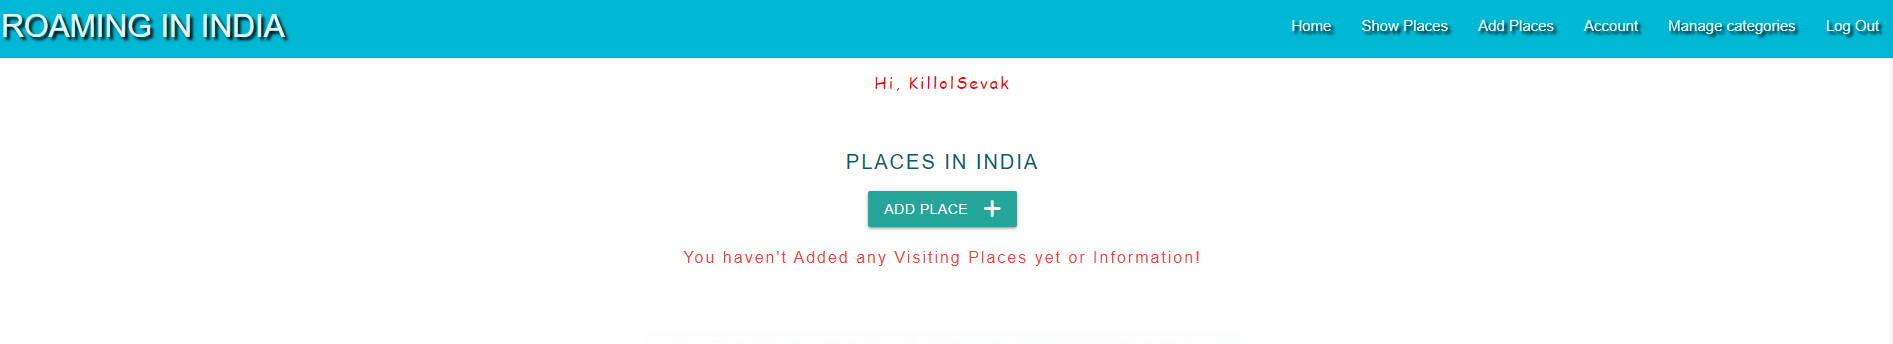 ROAMING IN INDIA
Home Show Places Add Places Account Manage categories Log Out
Hi, KillolSevak
PLACES IN INDIA
ADD PLACE +
You haven't Added any Visiting Places yet or Information!